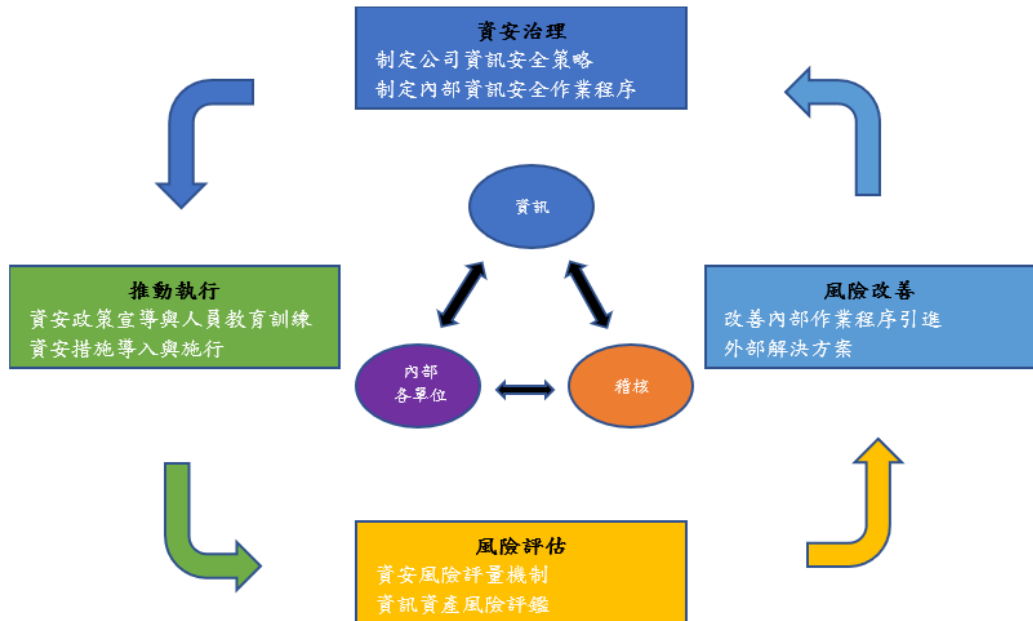 資安治理
制定公司資訊安全策略
制定內部資訊安全作業程序
資訊
推動執行
資安政策宣導與人員教育訓練
資安措施導入與施行
風險改善
改善內部作業程序引進
外部解決方案
內部
各單位
稽核
風險評估
資安風險評量機制
資訊資產風險評鑑